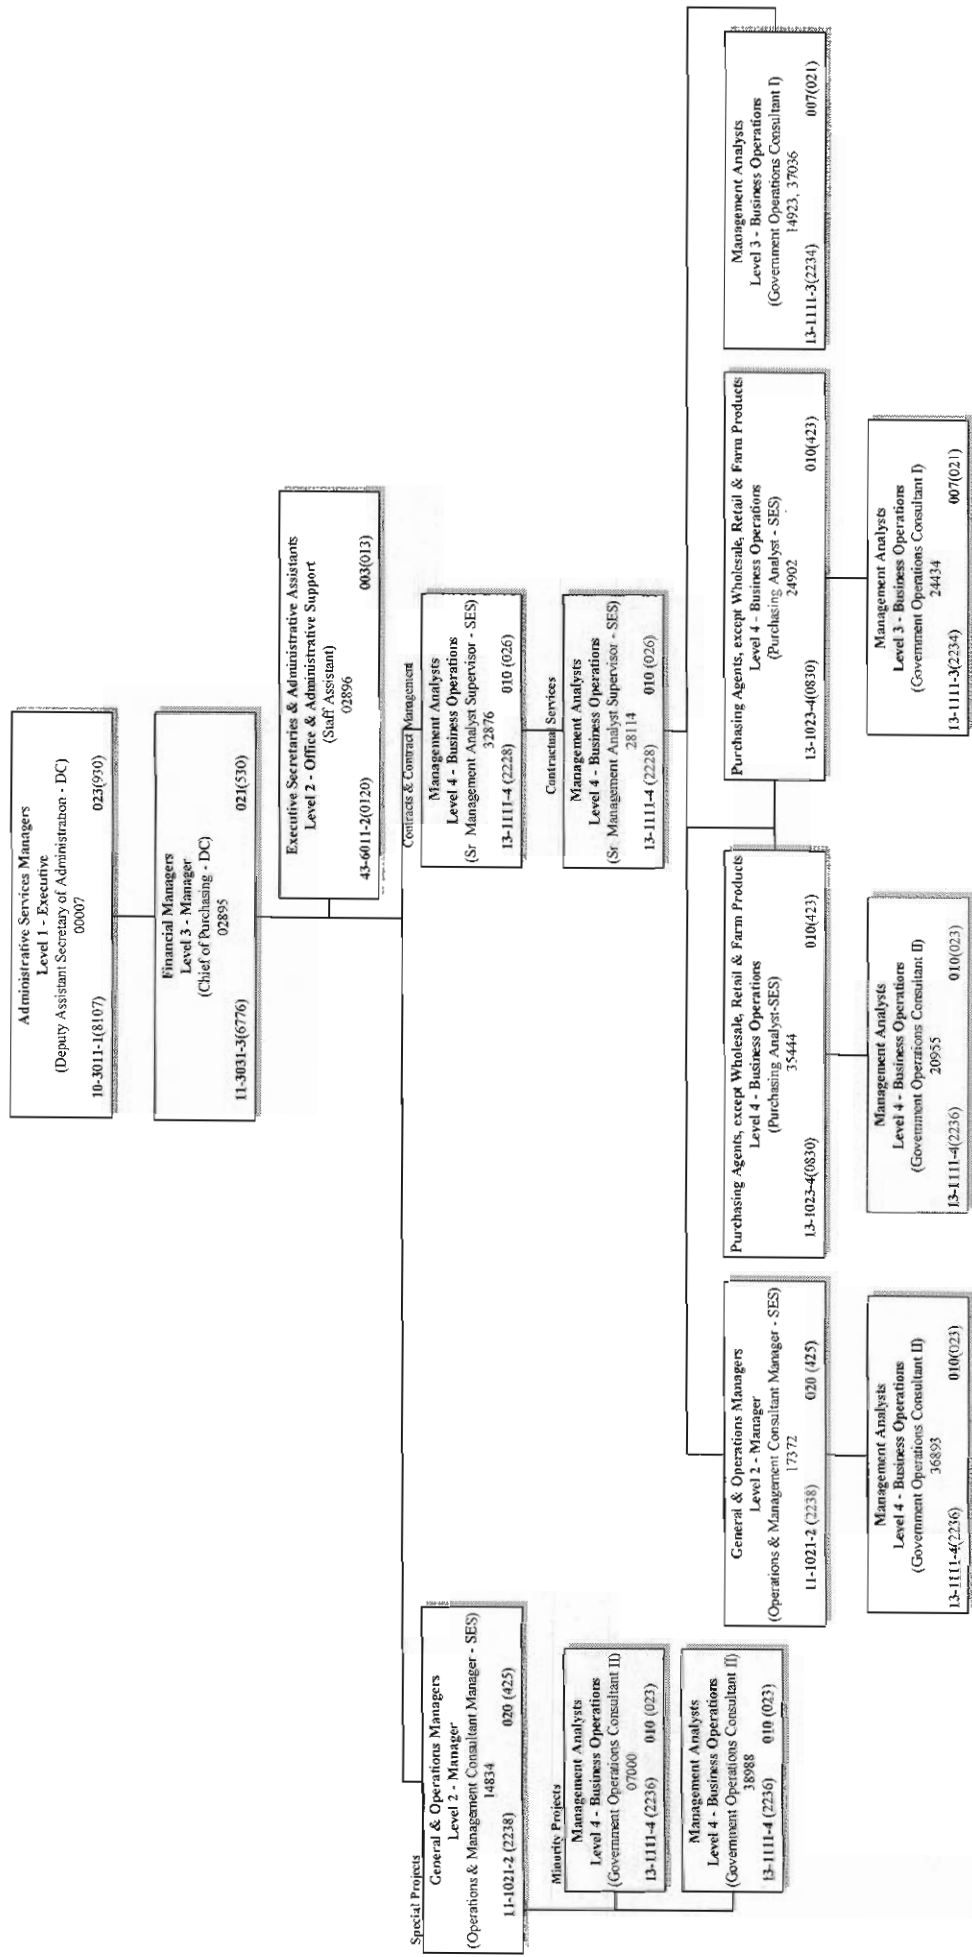 Administrative Services Managers
Level 1 - Executive
(Deputy Assistant Secretary of Administration - DC)
00007
10-3011-1(8107) 023(930)
Financial Managers
Level 3 - Manager
(Chief of Purchasing - DC)
02895
11-3031-3(6776) 021(530)
Executive Secretaries & Administrative Assistants
Level 2 - Office & Administrative Support
(Staff Assistant)
02896
43-6011-2(0120) 003(013)
Special Projects
General & Operations Managers
Level 2 - Manager
(Operations & Management Consultant Manager - SES)
14834
11-1021-2 (2238) 020 (425)
Minority Projects
Management Analysts
Level 4 - Business Operations
(Government Operations Consultant II)
07000
13-1111-4 (2236) 010 (023)
Management Analysts
Level 4 - Business Operations
(Government Operations Consultant II)
38988
13-1111-4 (2236) 010 (023)
Contracts & Contract Management
Management Analysts
Level 4 - Business Operations
(Sr Management Analyst Supervisor - SES)
32876
13-1111-4 (2228) 010 (026)
Contractual Services
Management Analysts
Level 4 - Business Operations
(Sr Management Analyst Supervisor - SES)
28114
13-1111-4 (2228) 010 (026)
General & Operations Managers
Level 2 - Manager
(Operations & Management Consultant Manager - SES)
17372
11-1021-2 (2238) 020 (425)
Management Analysts
Level 4 - Business Operations
(Government Operations Consultant II)
36893
13-1111-4(2236) 010(023)
Purchasing Agents, except Wholesale, Retail & Farm Products
Level 4 - Business Operations
(Purchasing Analyst-SES)
35444
13-1023-4(0830) 010(423)
Management Analysts
Level 4 - Business Operations
(Government Operations Consultant II)
20955
13-1111-4(2236) 010(023)
Purchasing Agents, except Wholesale, Retail & Farm Products
Level 4 - Business Operations
(Purchasing Analyst - SES)
24902
13-1023-4(0830) 010(423)
Management Analysts
Level 3 - Business Operations
(Government Operations Consultant I)
24434
13-1111-3(2234) 007(021)
Management Analysts
Level 3 - Business Operations
(Government Operations Consultant I)
14923, 37036
13-1111-3(2234) 007(021)